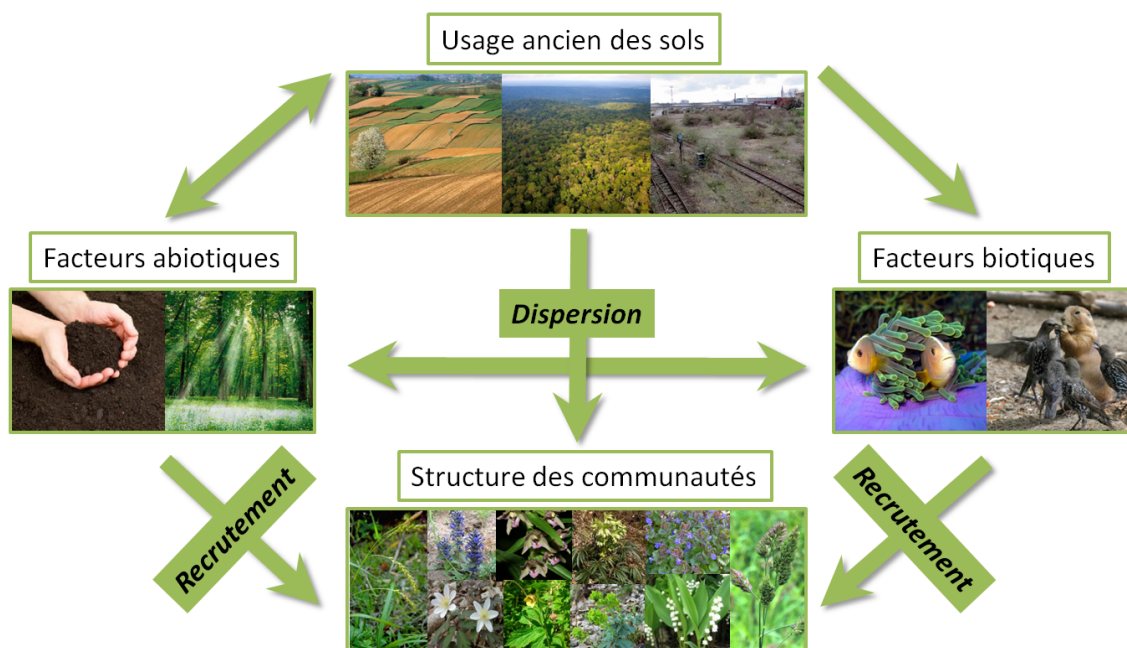 Usage ancien des sols
Facteurs abiotiques
Facteurs biotiques
Dispersion
Structure des communautés
Recrutement
Recrutement